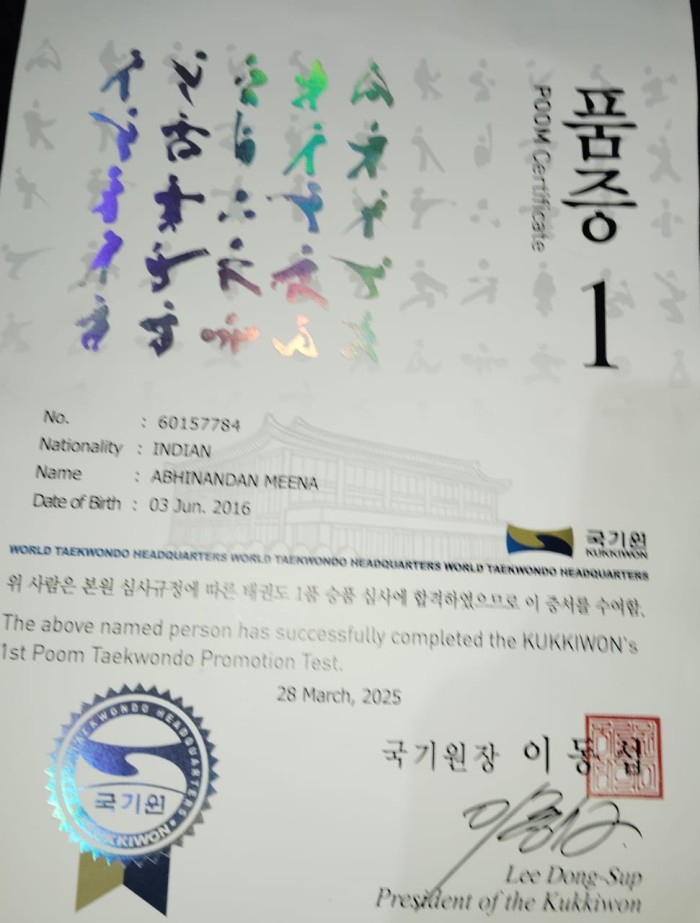 품증 1
POOM Certificate
No. : 60157784
Nationality : INDIAN
Name : ABHINANDAN MEENA
Date of Birth : 03 Jun. 2016
국기원
KUKKIWON
WORLD TAEKWONDO HEADQUARTERS WORLD TAEKWONDO HEADQUARTERS WORLD TAEKWONDO HEADQUARTERS
위 사람은 본원 심사규정에 따른 태권도 1품 승품 심사에 합격하였으므로 이 증서를 수여함.
The above named person has successfully completed the KUKKIWON's
1st Poom Taekwondo Promotion Test.
28 March, 2025
TAEKWONDO HEADQUARTERS
국기원
KUKKIWON
국기원장 이 동 섭
Lee Dong-Sup
President of the Kukkiwon